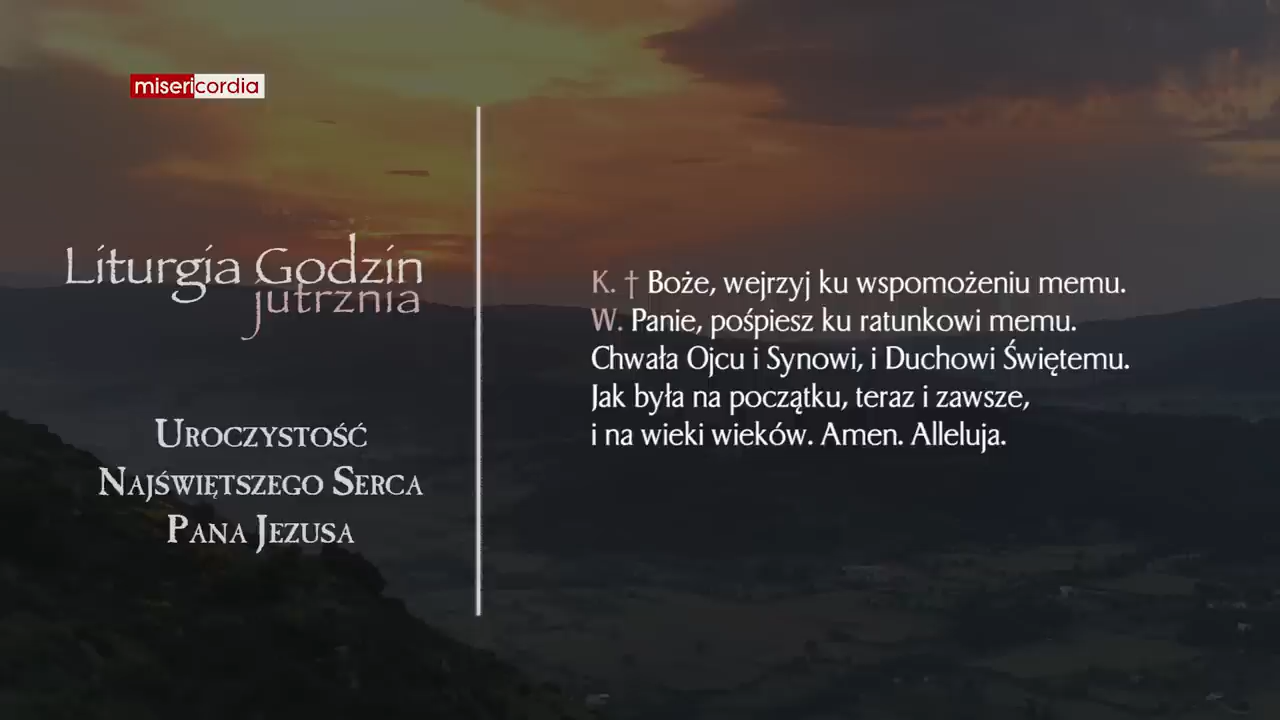 misericordia
Liturgia Godzin
jutrznia
Uroczystość
Najświętszego Serca
Pana Jezusa
K. † Boże, wejrzyj ku wspomożeniu memu.
W. Panie, pośpiesz ku ratunkowi memu.
Chwała Ojcu i Synowi, i Duchowi Świętemu.
Jak była na początku, teraz i zawsze,
i na wieki wieków. Amen. Alleluja.